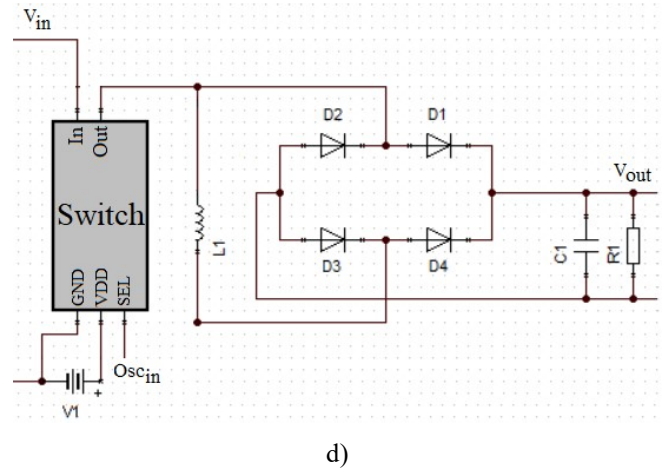 Vin
In
Out
Switch
GND
VDD
SEL
Oscin
V1
+
L1
D2
D1
D3
D4
Vout
C1
R1
d)